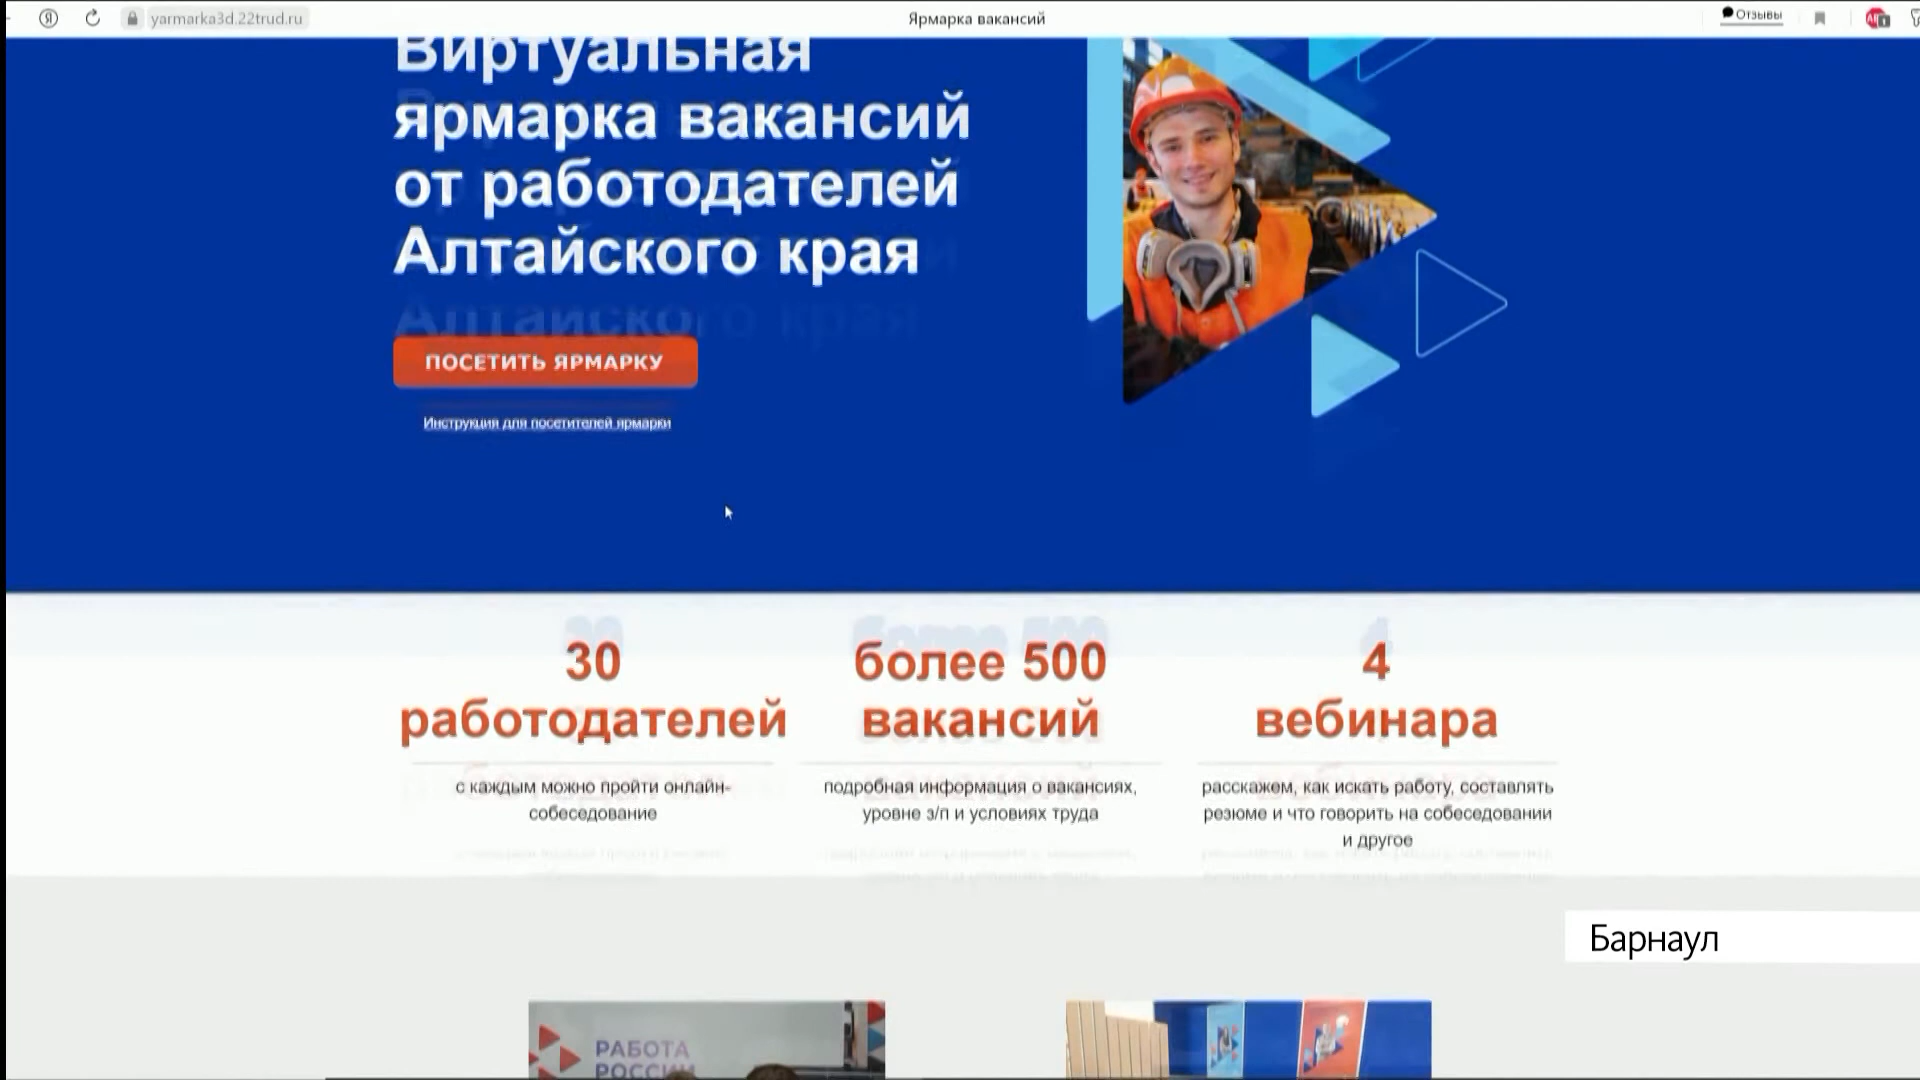 yarmarka3d.22trud.ru
Ярмарка вакансий
Отзывы
Виртуальная
ярмарка вакансий
от работодателей
Алтайского края
ПОСЕТИТЬ ЯРМАРКУ
Инструкция для посетителей ярмарки
30
работодателей
с каждым можно пройти онлайн-
собеседование
более 500
вакансий
подробная информация о вакансиях,
уровне з/п и условиях труда
4
вебинара
расскажем, как искать работу, составлять
резюме и что говорить на собеседовании
и другое
Барнаул
РАБОТА
РОССИИ